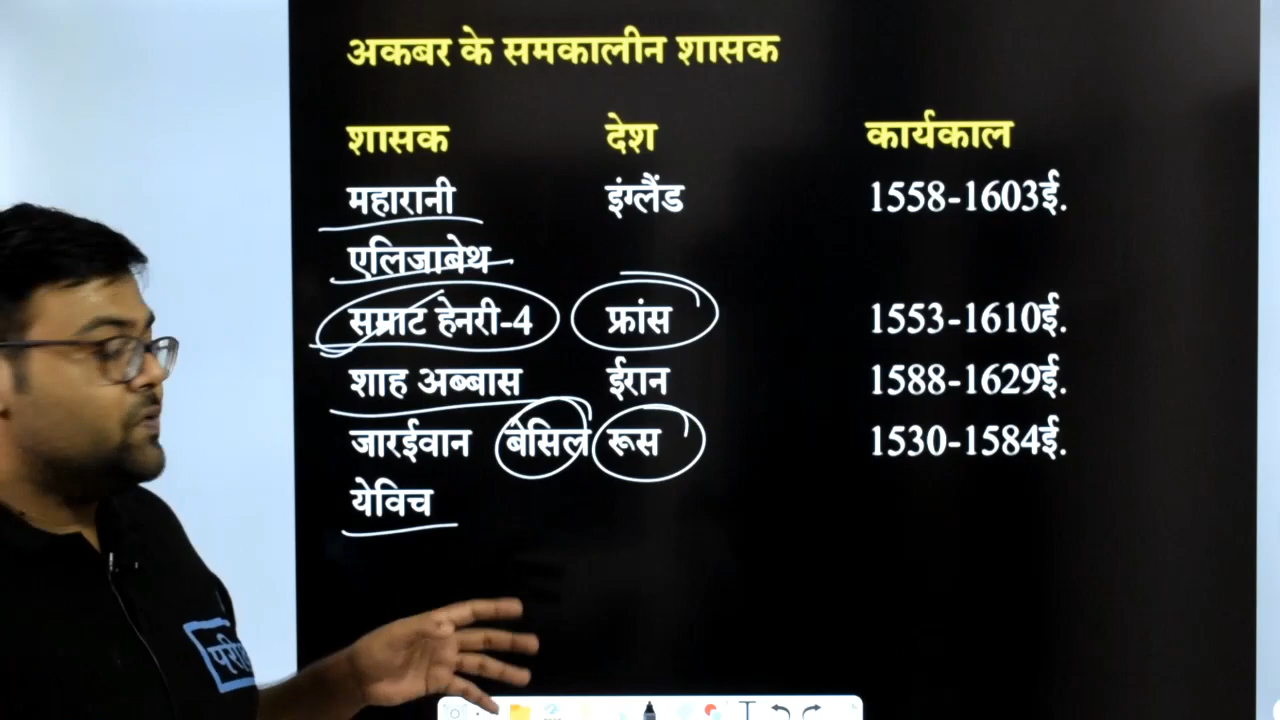 अकबर के समकालीन शासक
शासक देश कार्यकाल
महारानी इंग्लैंड 1558-1603ई.
एलिजाबेथ
सम्राट हेनरी-4 फ्रांस 1553-1610ई.
शाह अब्बास ईरान 1588-1629ई.
जारईवान बेसिल रूस 1530-1584ई.
येविच